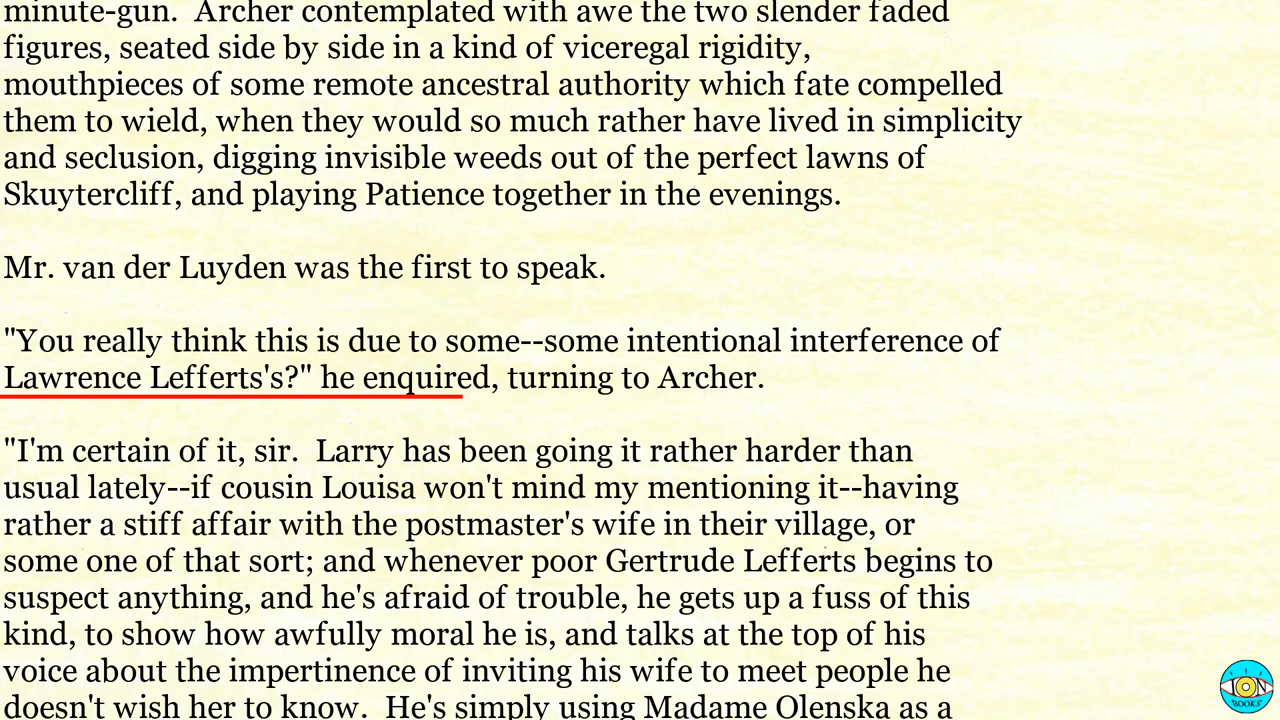 minute-gun.  Archer contemplated with awe the two slender faded
figures, seated side by side in a kind of viceregal rigidity,
mouthpieces of some remote ancestral authority which fate compelled
them to wield, when they would so much rather have lived in simplicity
and seclusion, digging invisible weeds out of the perfect lawns of
Skuytercliff, and playing Patience together in the evenings.
Mr. van der Luyden was the first to speak.
"You really think this is due to some--some intentional interference of
Lawrence Lefferts's?" he enquired, turning to Archer.
"I'm certain of it, sir.  Larry has been going it rather harder than
usual lately--if cousin Louisa won't mind my mentioning it--having
rather a stiff affair with the postmaster's wife in their village, or
some one of that sort; and whenever poor Gertrude Lefferts begins to
suspect anything, and he's afraid of trouble, he gets up a fuss of this
kind, to show how awfully moral he is, and talks at the top of his
voice about the impertinence of inviting his wife to meet people he
doesn't wish her to know.  He's simply using Madame Olenska as a
ION
BOOKS